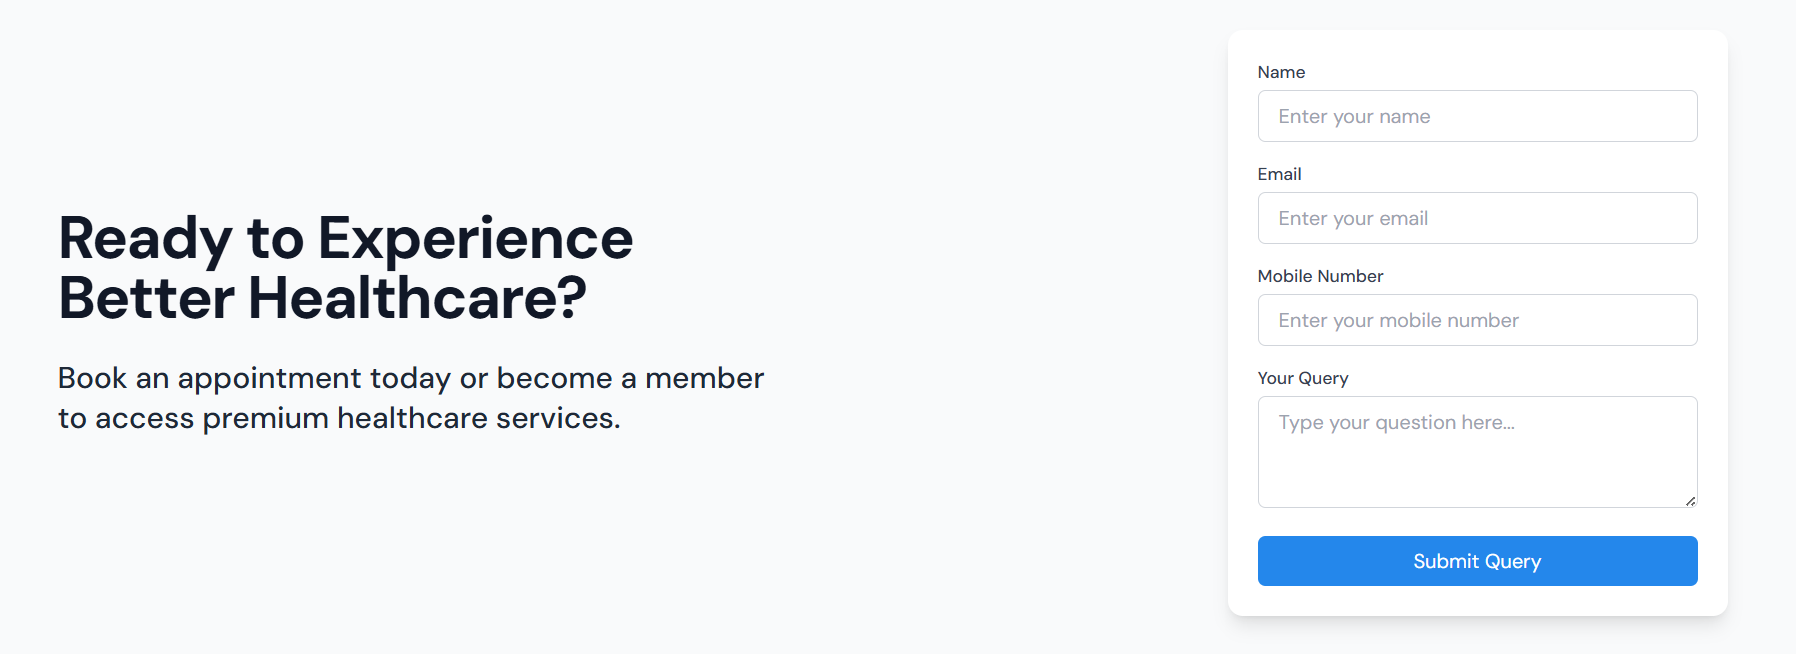 Ready to Experience
Better Healthcare?
Book an appointment today or become a member
to access premium healthcare services.
Name
Enter your name
Email
Enter your email
Mobile Number
Enter your mobile number
Your Query
Type your question here...
Submit Query